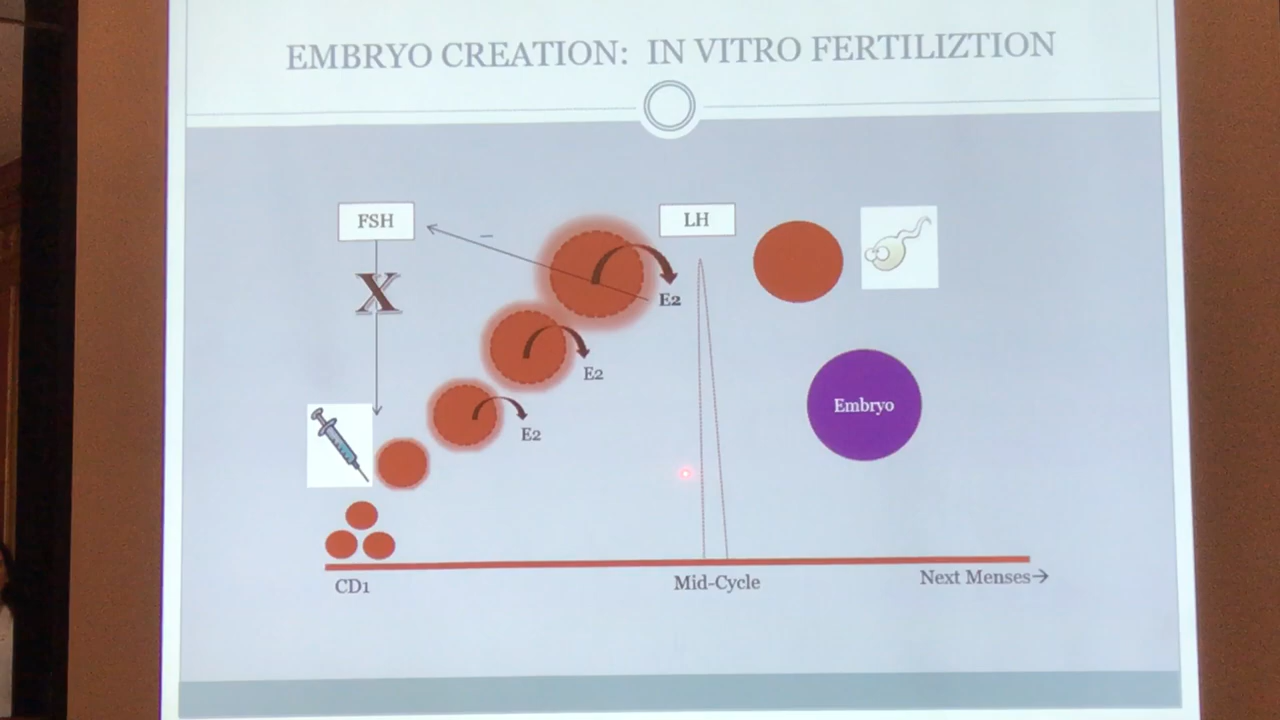 EMBRYO CREATION: IN VITRO FERTILIZTION
FSH
LH
X
E2
E2
E2
Embryo
CD1
Mid-Cycle
Next Menses→